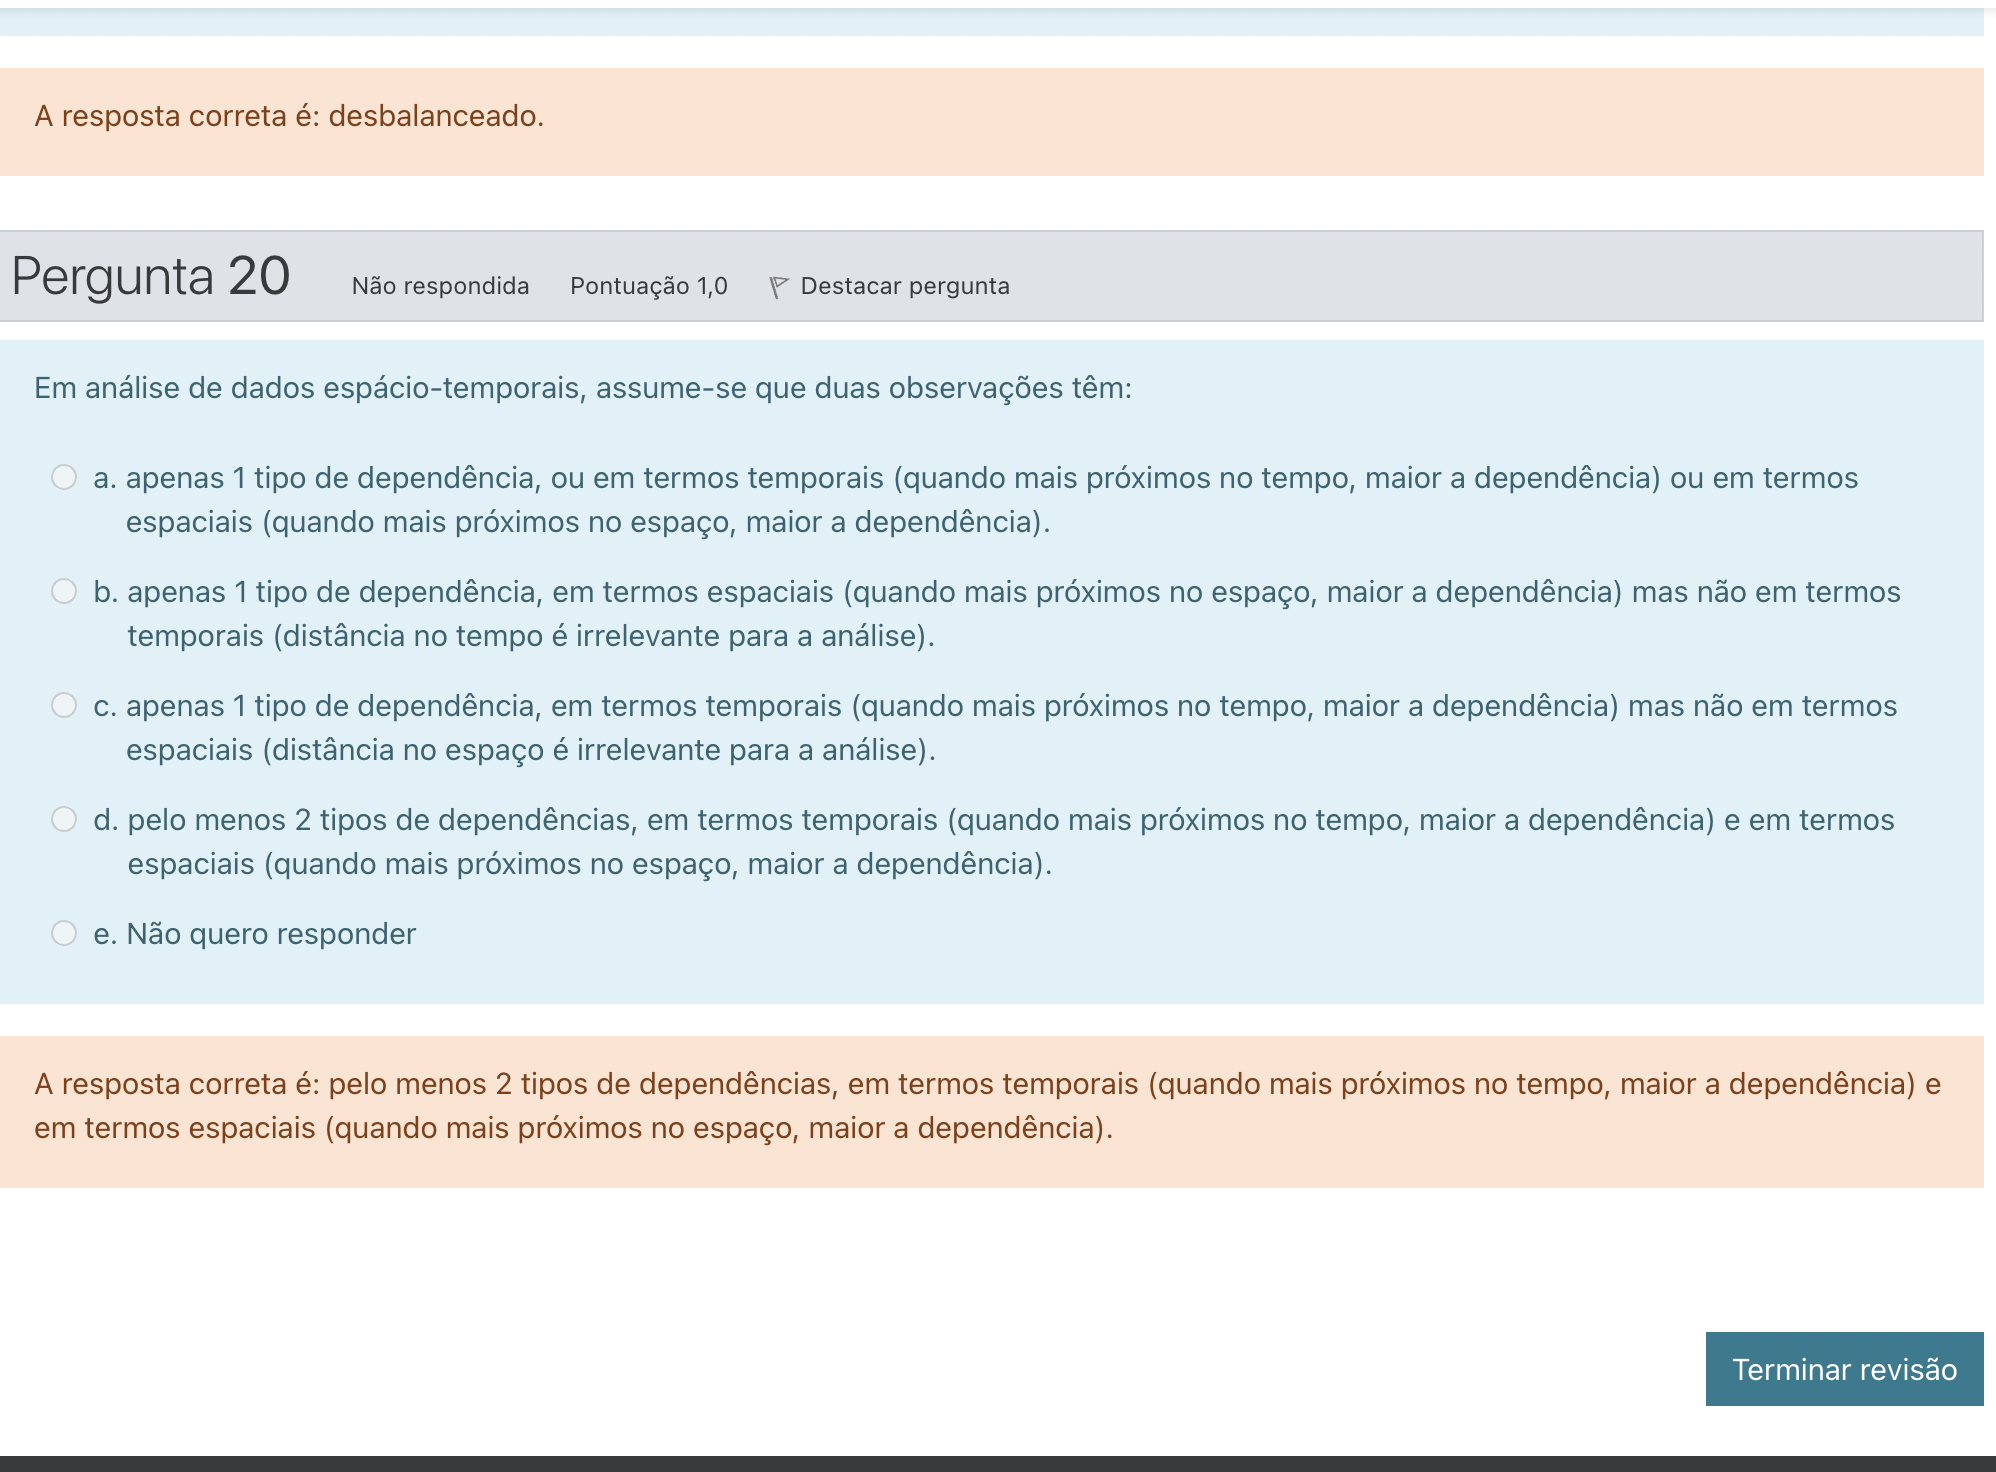 A resposta correta é: desbalanceado.
Pergunta 20 Não respondida Pontuação 1,0 Destacar pergunta
Em análise de dados espácio-temporais, assume-se que duas observações têm:
a. apenas 1 tipo de dependência, ou em termos temporais (quando mais próximos no tempo, maior a dependência) ou em termos
espaciais (quando mais próximos no espaço, maior a dependência).
b. apenas 1 tipo de dependência, em termos espaciais (quando mais próximos no espaço, maior a dependência) mas não em termos
temporais (distância no tempo é irrelevante para a análise).
c. apenas 1 tipo de dependência, em termos temporais (quando mais próximos no tempo, maior a dependência) mas não em termos
espaciais (distância no espaço é irrelevante para a análise).
d. pelo menos 2 tipos de dependências, em termos temporais (quando mais próximos no tempo, maior a dependência) e em termos
espaciais (quando mais próximos no espaço, maior a dependência).
e. Não quero responder
A resposta correta é: pelo menos 2 tipos de dependências, em termos temporais (quando mais próximos no tempo, maior a dependência) e
em termos espaciais (quando mais próximos no espaço, maior a dependência).
Terminar revisão